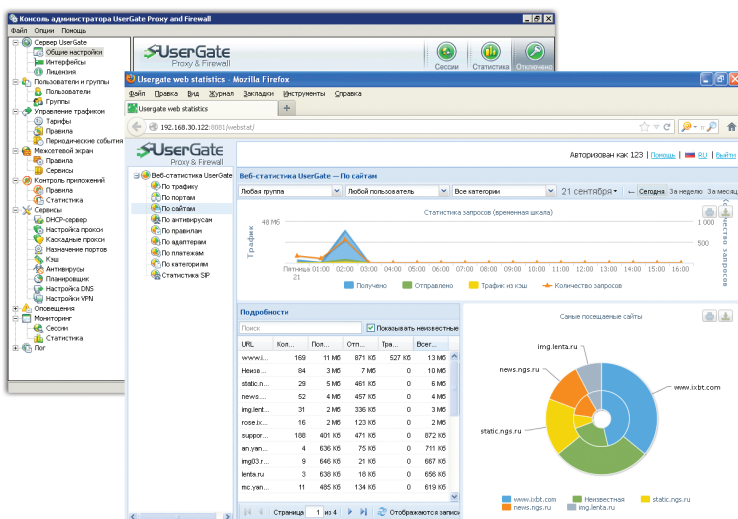 Консоль администратора UserGate Proxy and Firewall
Файл Опции Помощь
Сервер UserGate
Общие настройки
Интерфейсы
Лицензия
Пользователи и группы
Пользователи
Группы
Управление трафиком
Тарифы
Правила
Периодические события
Межсетевой экран
Правила
Сервисы
Контроль приложений
Правила
Статистика
Сервисы
DHCP-сервер
Настройка прокси
Каскадные прокси
Назначение портов
Кэш
Антивирусы
Планировщик
Настройка DNS
Настройки VPN
Оповещения
Мониторинг
Сессии
Статистика
Лог
UserGate
Proxy & Firewall
Сессии Статистика Отключено
Usergate web statistics - Mozilla Firefox
Файл Правка Вид Журнал Закладки Инструменты Справка
Usergate web statistics
192.168.30.122:8081/webstat/
UserGate
Proxy & Firewall
Авторизован как 123 | Помощь | RU | Выйти
Веб-статистика UserGate
По трафику
По портам
По сайтам
По антивирусам
По правилам
По адаптерам
По платежам
По категориям
Статистика SIP
Веб-статистика UserGate — По сайтам
Любая группа Любой пользователь Все категории 21 сентября Сегодня За неделю За месяц
Статистика запросов (временная шкала)
48 Мб
1 000
500
Трафик
Количество запросов
Пятница 01:00 02:00 03:00 04:00 05:00 06:00 07:00 08:00 09:00 10:00 11:00 12:00 13:00 14:00 15:00 16:00
21
Получено Отправлено Трафик из кэш Количество запросов
Подробности
Поиск Показывать неизвестные
URL Кол... Пол... Отп... Тра... Всег...
www.i... 169 11 Мб 871 Кб 527 Кб 13 Мб
Неизв... 84 3 Мб 7 Мб 0 10 Мб
static.n... 29 5 Мб 461 Кб 0 6 Мб
news.... 52 4 Мб 457 Кб 0 4 Мб
img.lent... 31 2 Мб 336 Кб 0 3 Мб
rose.ix... 16 2 Мб 123 Кб 0 2 Мб
suppor... 188 401 Кб 471 Кб 0 872 Кб
an.yan... 4 636 Кб 75 Кб 0 711 Кб
img03.r... 9 646 Кб 21 Кб 0 667 Кб
lenta.ru 3 638 Кб 18 Кб 0 656 Кб
mc.yan... 11 485 Кб 134 Кб 0 619 Кб
Страница 1 из 4 Отображаются записи
Самые посещаемые сайты
img.lenta.ru
news.ngs.ru
www.ixbt.com
static.ngs.ru
www.ixbt.com Неизвестная static.ngs.ru
news.ngs.ru img.lenta.ru